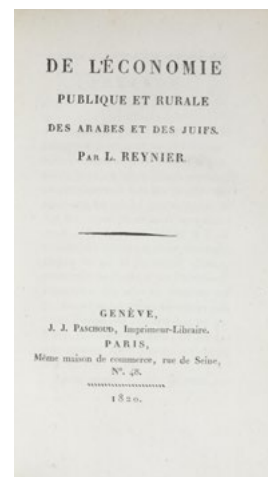 DE L'ÉCONOMIE
PUBLIQUE ET RURALE
DES ARABES ET DES JUIFS.
PAR L. REYNIER.
GENÈVE,
J. J. PASCHOUD, Imprimeur-Libraire.
PARIS,
Même maison de commerce, rue de Seine,
N°. 48.
1820.